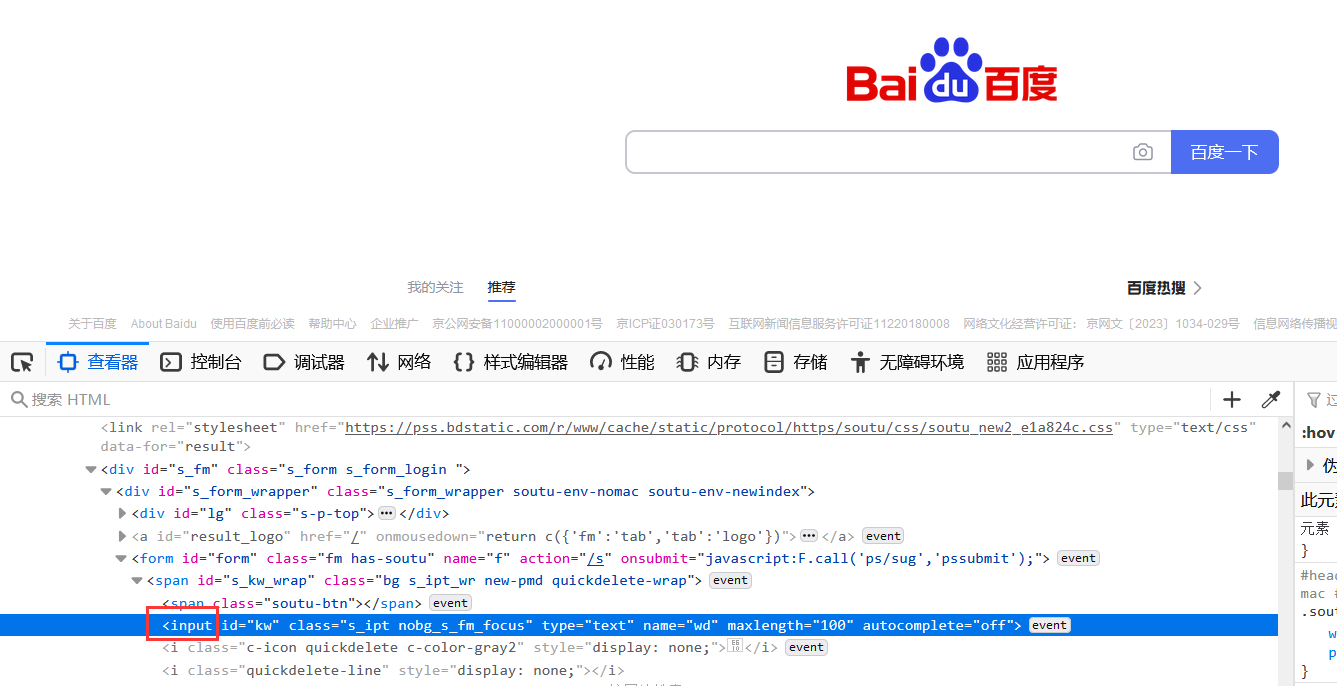 Bai du 百度
百度一下
我的关注 推荐 百度热搜
关于百度 About Baidu 使用百度前必读 帮助中心 企业推广 京公网安备11000002000001号 京ICP证030173号 互联网新闻信息服务许可证11220180008 网络文化经营许可证: 京网文〔2023〕1034-029号 信息网络传播视
查看器 控制台 调试器 网络 样式编辑器 性能 内存 存储 无障碍环境 应用程序
搜索 HTML
<link rel="stylesheet" href="https://pss.bdstatic.com/r/www/cache/static/protocol/https/soutu/css/soutu_new2_e1a824c.css" type="text/css"
data-for="result">
:hov
<div id="s_fm" class="s_form s_form_login ">
<div id="s_form_wrapper" class="s_form_wrapper soutu-env-nomac soutu-env-newindex">
此元
<div id="lg" class="s-p-top"> ••• </div>
元素
<a id="result_logo" href="/" onmousedown="return c({'fm':'tab','tab':'logo'})"> ••• </a> event
}
<form id="form" class="fm has-soutu" name="f" action="/s" onsubmit="javascript:F.call('ps/sug','pssubmit');"> event
<span id="s_kw_wrap" class="bg s_ipt_wr new-pmd quickdelete-wrap"> event
#head
mac #
<span class="soutu-btn"></span> event
.sou
<input id="kw" class="s_ipt nobg_s_fm_focus" type="text" name="wd" maxlength="100" autocomplete="off"> event
w
<i class="c-icon quickdelete c-color-gray2" style="display: none;"></i> event
p
<i class="quickdelete-line" style="display: none;"></i>
}